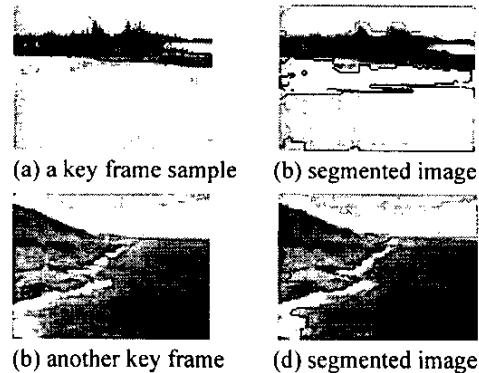 (a) a key frame sample
(b) segmented image
(b) another key frame
(d) segmented image